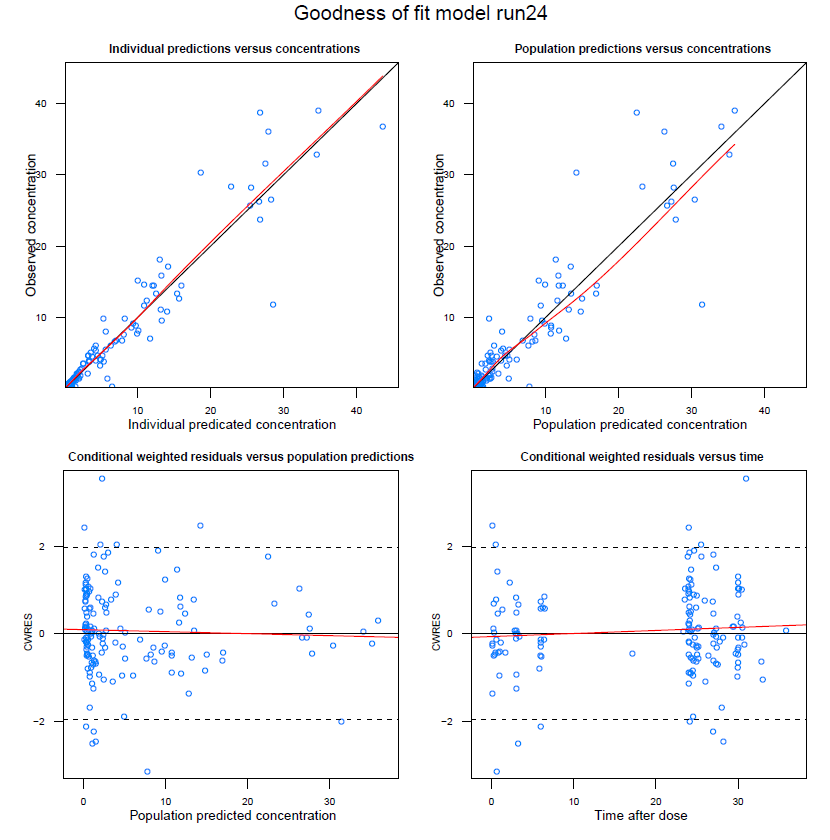 Goodness of fit model run24
Individual predictions versus concentrations
Observed concentration
40
30
20
10
10
20
30
40
Individual predicated concentration
Population predictions versus concentrations
Observed concentration
40
30
20
10
10
20
30
40
Population predicated concentration
Conditional weighted residuals versus population predictions
CWRES
2
0
−2
0
10
20
30
Population predicted concentration
Conditional weighted residuals versus time
CWRES
2
0
−2
0
10
20
30
Time after dose